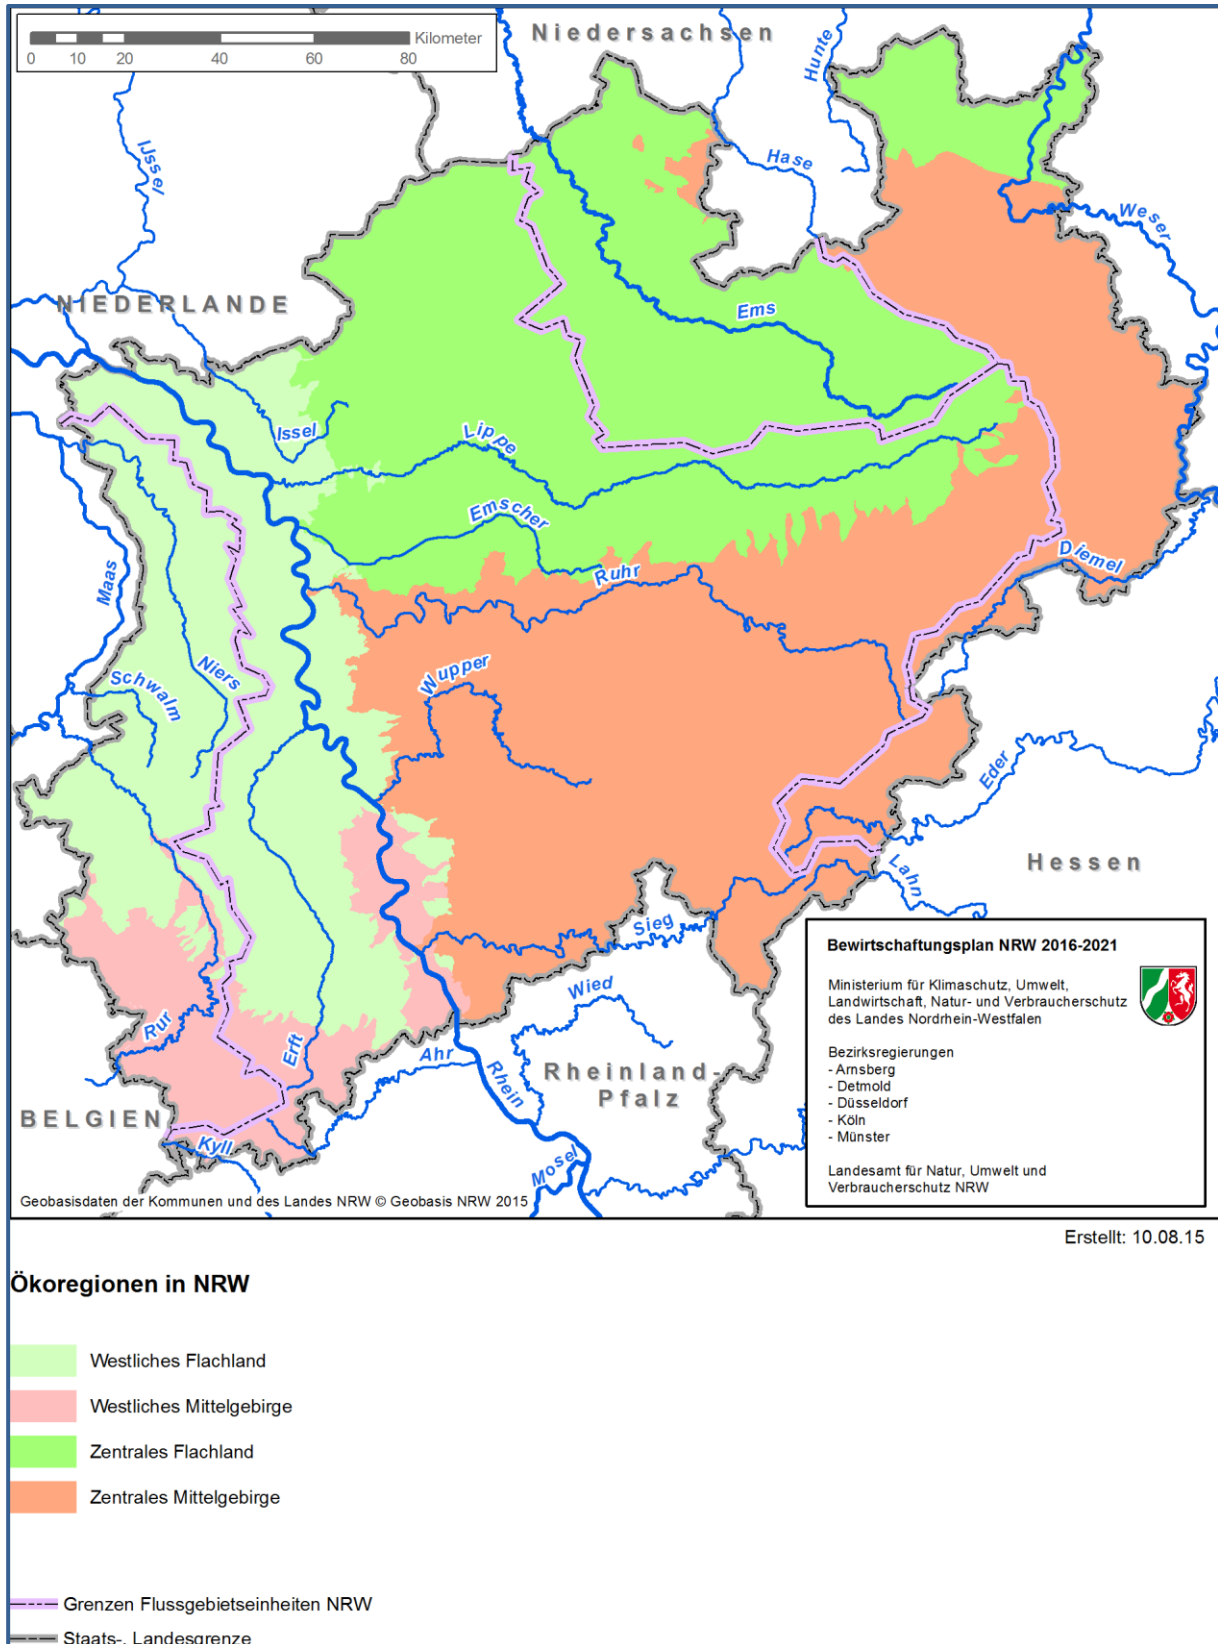 Kilometer
0 10 20 40 60 80
Niedersachsen
Hunte
IJssel
Hase
Weser
NIEDERLANDE
Ems
Issel
Lippe
Emscher
Maas
Ruhr
Diemel
Niers
Wupper
Schwalm
Eder
Hessen
Lahn
Sieg
Wied
Rur
Erft
Ahr
Rhein
Rheinland-
Pfalz
BELGIEN
Kyll
Mosel
Bewirtschaftungsplan NRW 2016-2021
Ministerium für Klimaschutz, Umwelt,
Landwirtschaft, Natur- und Verbraucherschutz
des Landes Nordrhein-Westfalen
Bezirksregierungen
- Arnsberg
- Detmold
- Düsseldorf
- Köln
- Münster
Landesamt für Natur, Umwelt und
Verbraucherschutz NRW
Geobasisdaten der Kommunen und des Landes NRW © Geobasis NRW 2015
Erstellt: 10.08.15
Ökoregionen in NRW
Westliches Flachland
Westliches Mittelgebirge
Zentrales Flachland
Zentrales Mittelgebirge
Grenzen Flussgebietseinheiten NRW
Staats-, Landesgrenze